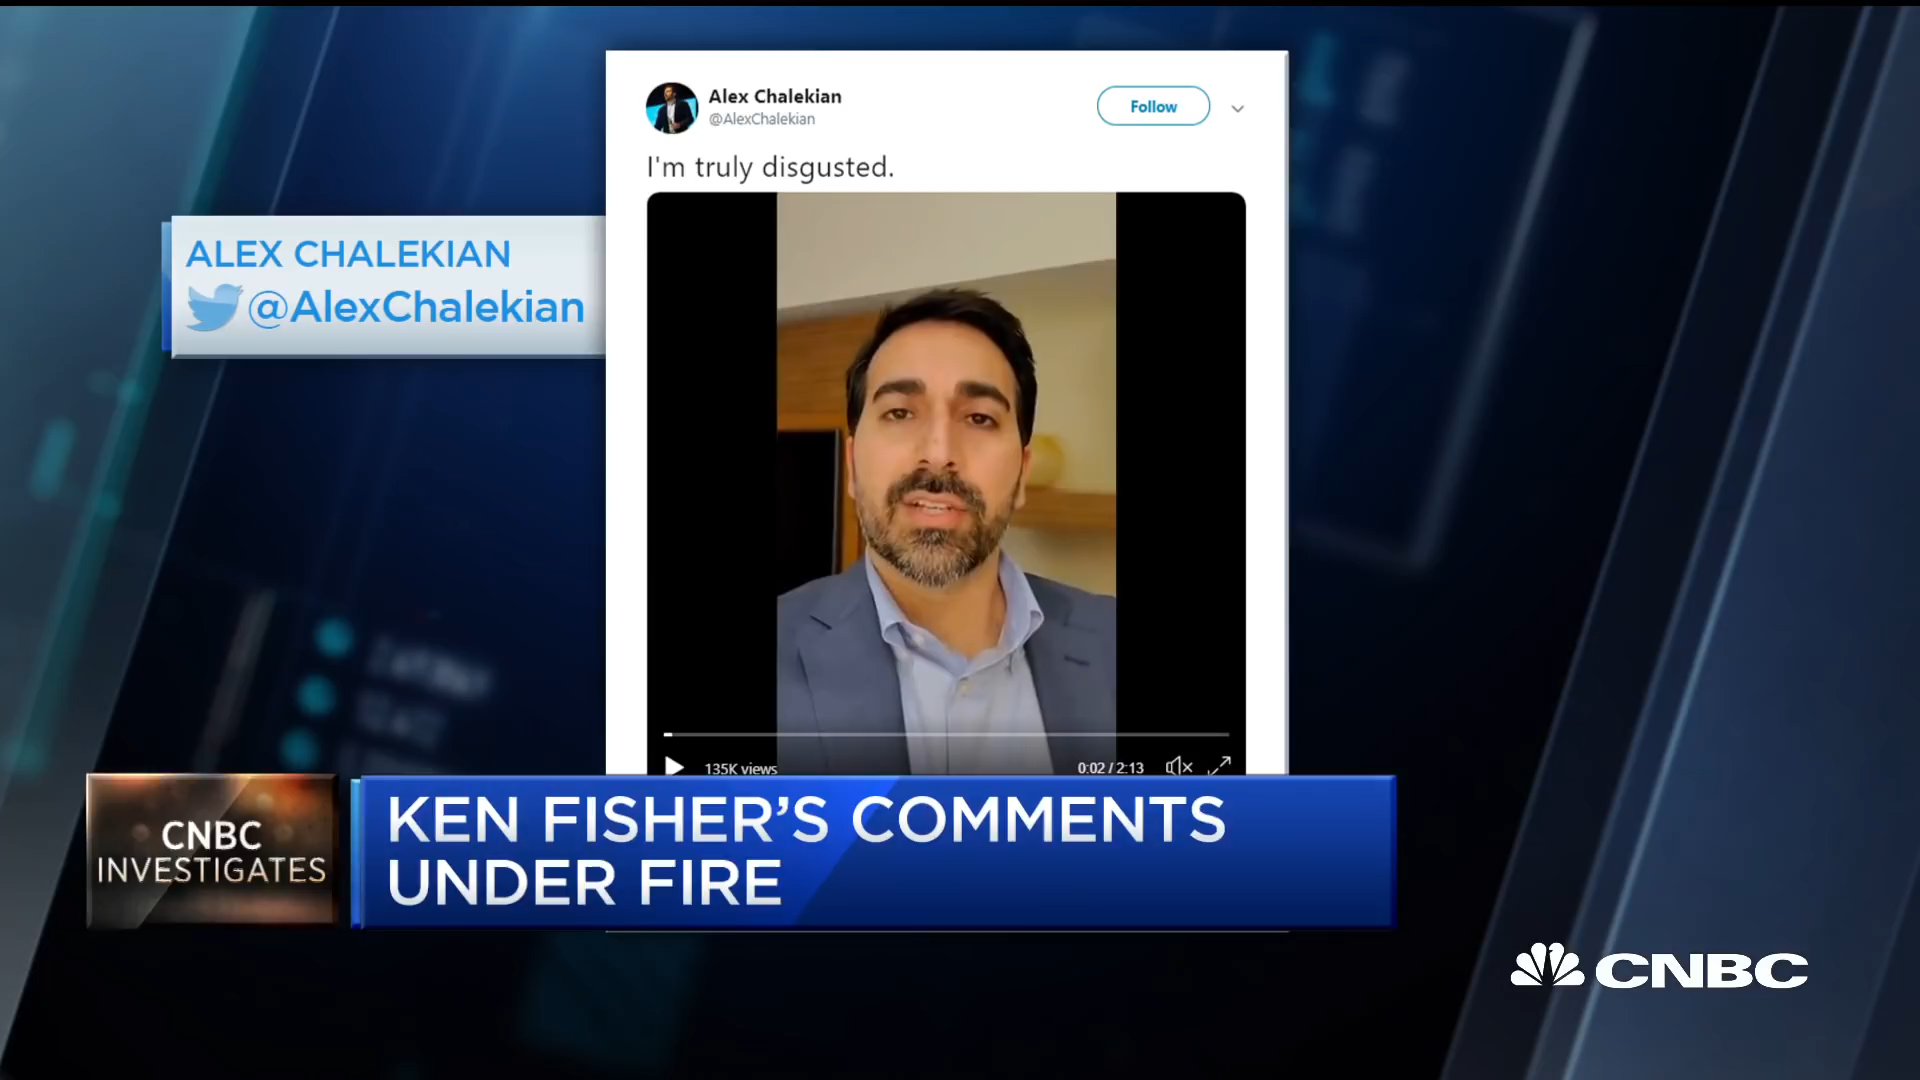 Alex Chalekian
@AlexChalekian
Follow
I'm truly disgusted.
ALEX CHALEKIAN
@AlexChalekian
135K views
0:02 / 2:13
CNBC
INVESTIGATES
KEN FISHER’S COMMENTS
UNDER FIRE
CNBC